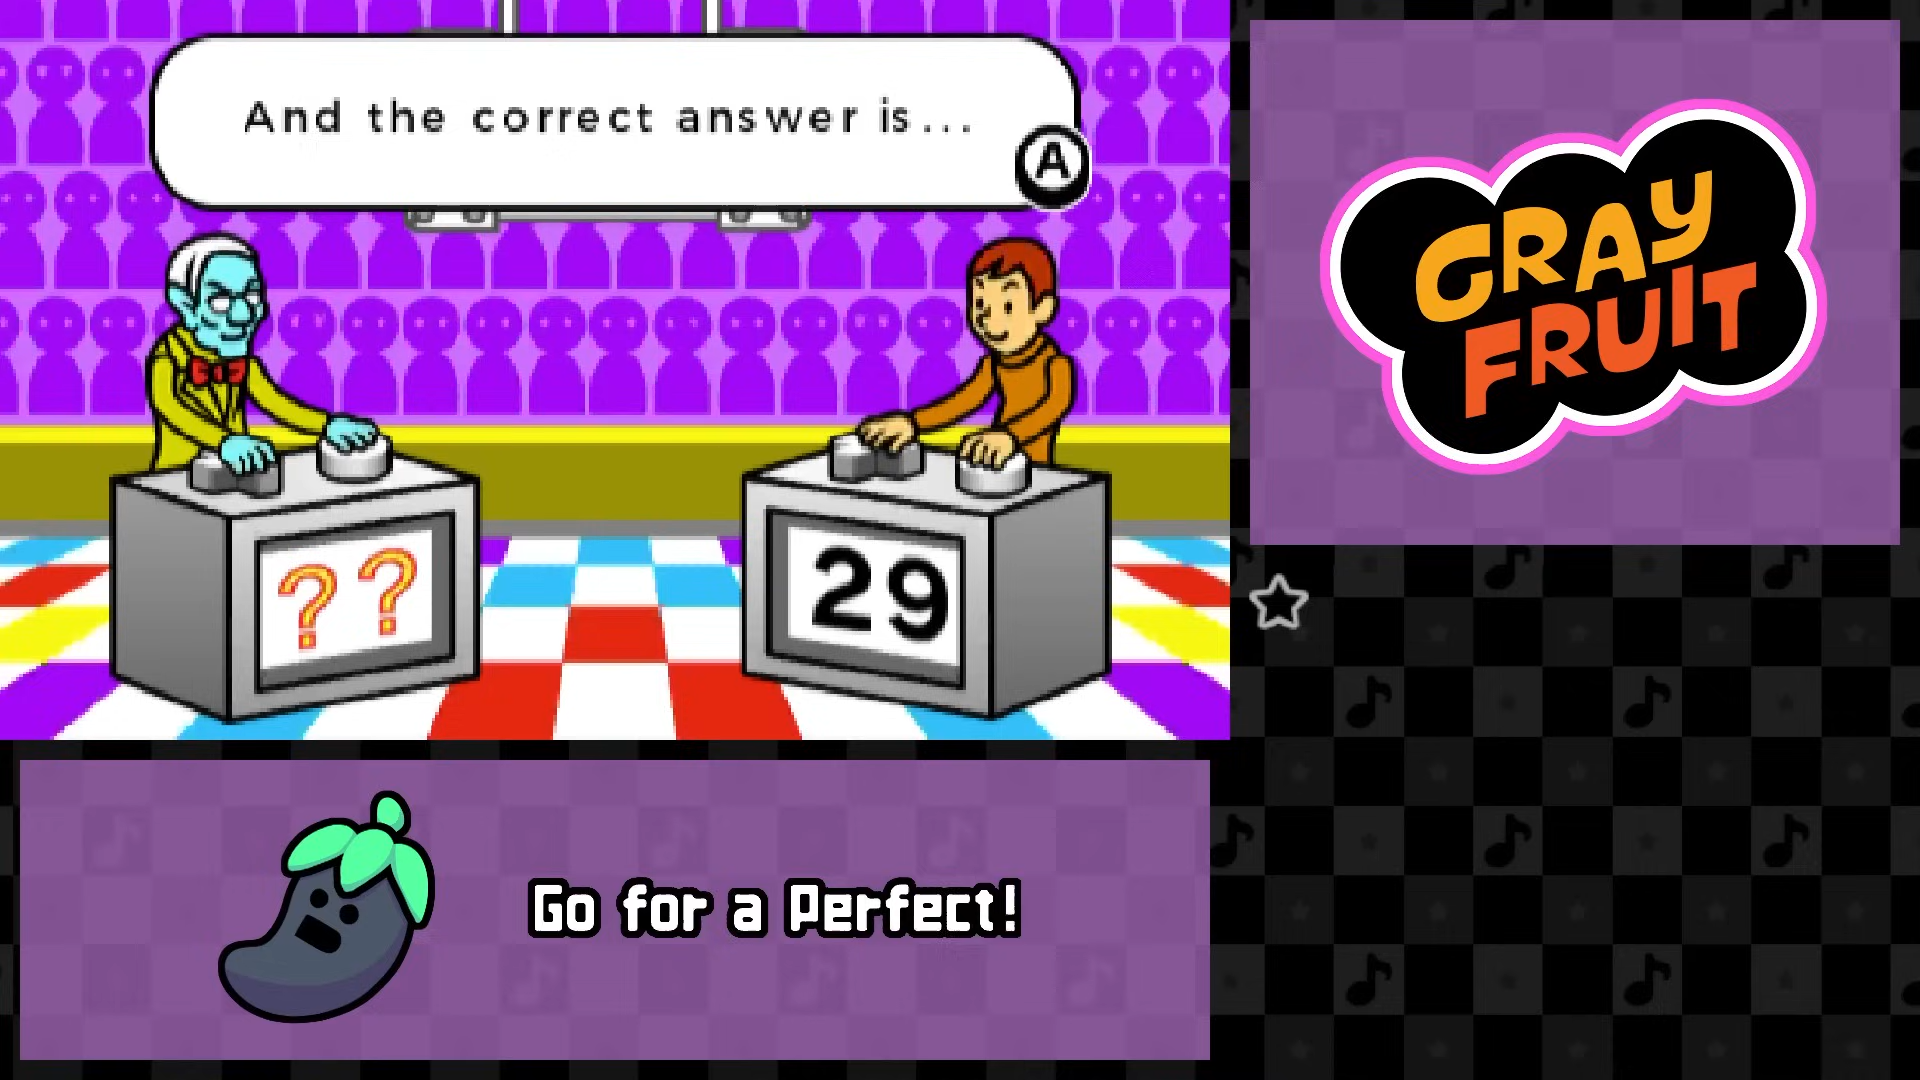 And the correct answer is...
A
??
29
GRAY
FRUIT
Go for a Perfect!